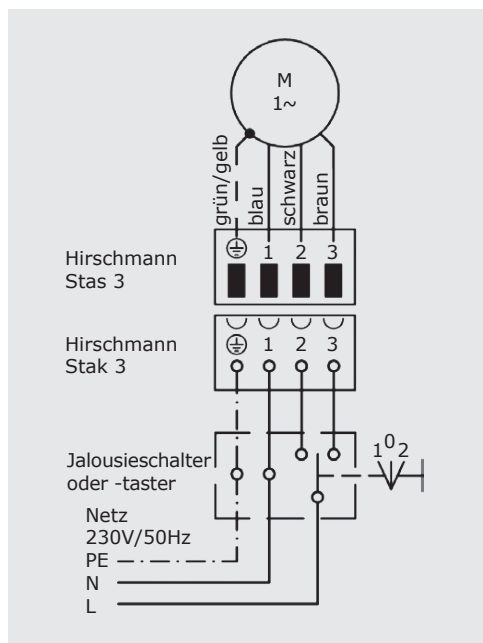 M
1~
grün/gelb
blau
schwarz
braun
Hirschmann
Stas 3
1 2 3
Hirschmann
Stak 3
1 2 3
Jalousieschalter
oder -taster
1 0 2
Netz
230V/50Hz
PE
N
L